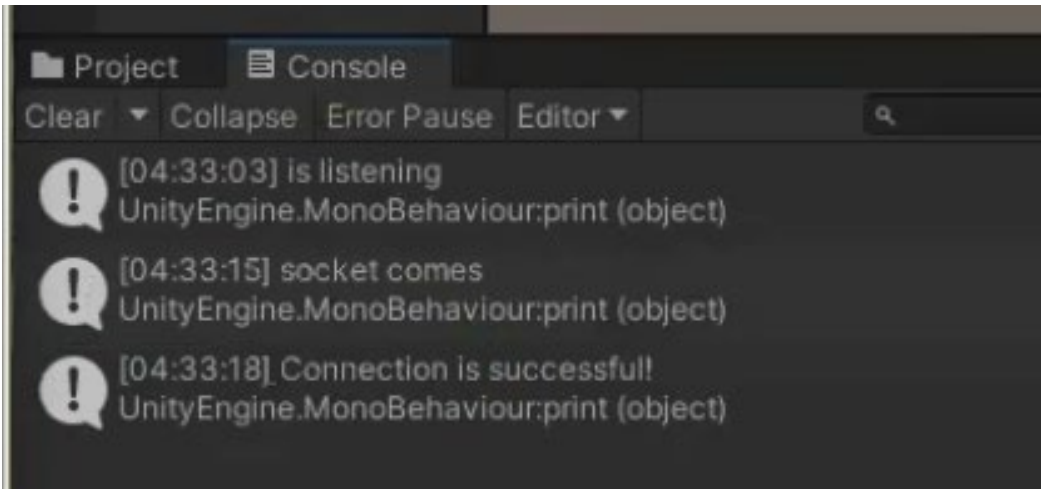 Project Console
Clear Collapse Error Pause Editor
[04:33:03] is listening
UnityEngine.MonoBehaviour:print (object)
[04:33:15] socket comes
UnityEngine.MonoBehaviour:print (object)
[04:33:18] Connection is successful!
UnityEngine.MonoBehaviour:print (object)